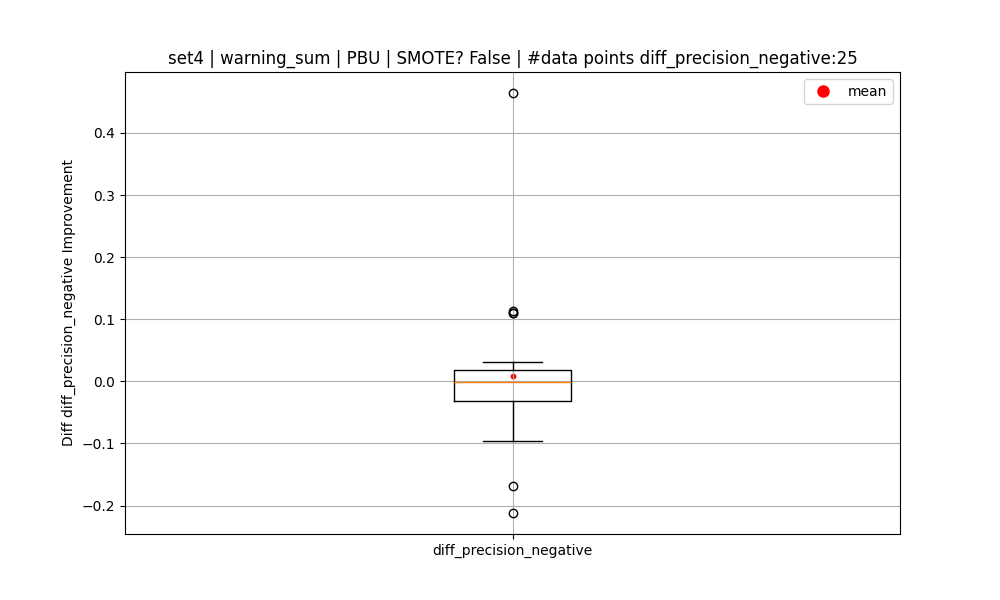 set4 | warning_sum | PBU | SMOTE? False | #data points diff_precision_negative:25
mean
Diff diff_precision_negative Improvement
0.4
0.3
0.2
0.1
0.0
−0.1
−0.2
diff_precision_negative